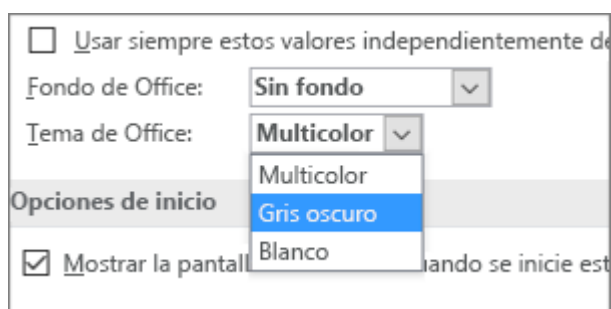 Usar siempre estos valores independientemente de
Fondo de Office: Sin fondo
Tema de Office: Multicolor
Multicolor
Opciones de inicio Gris oscuro
Blanco
Mostrar la pantall uando se inicie est